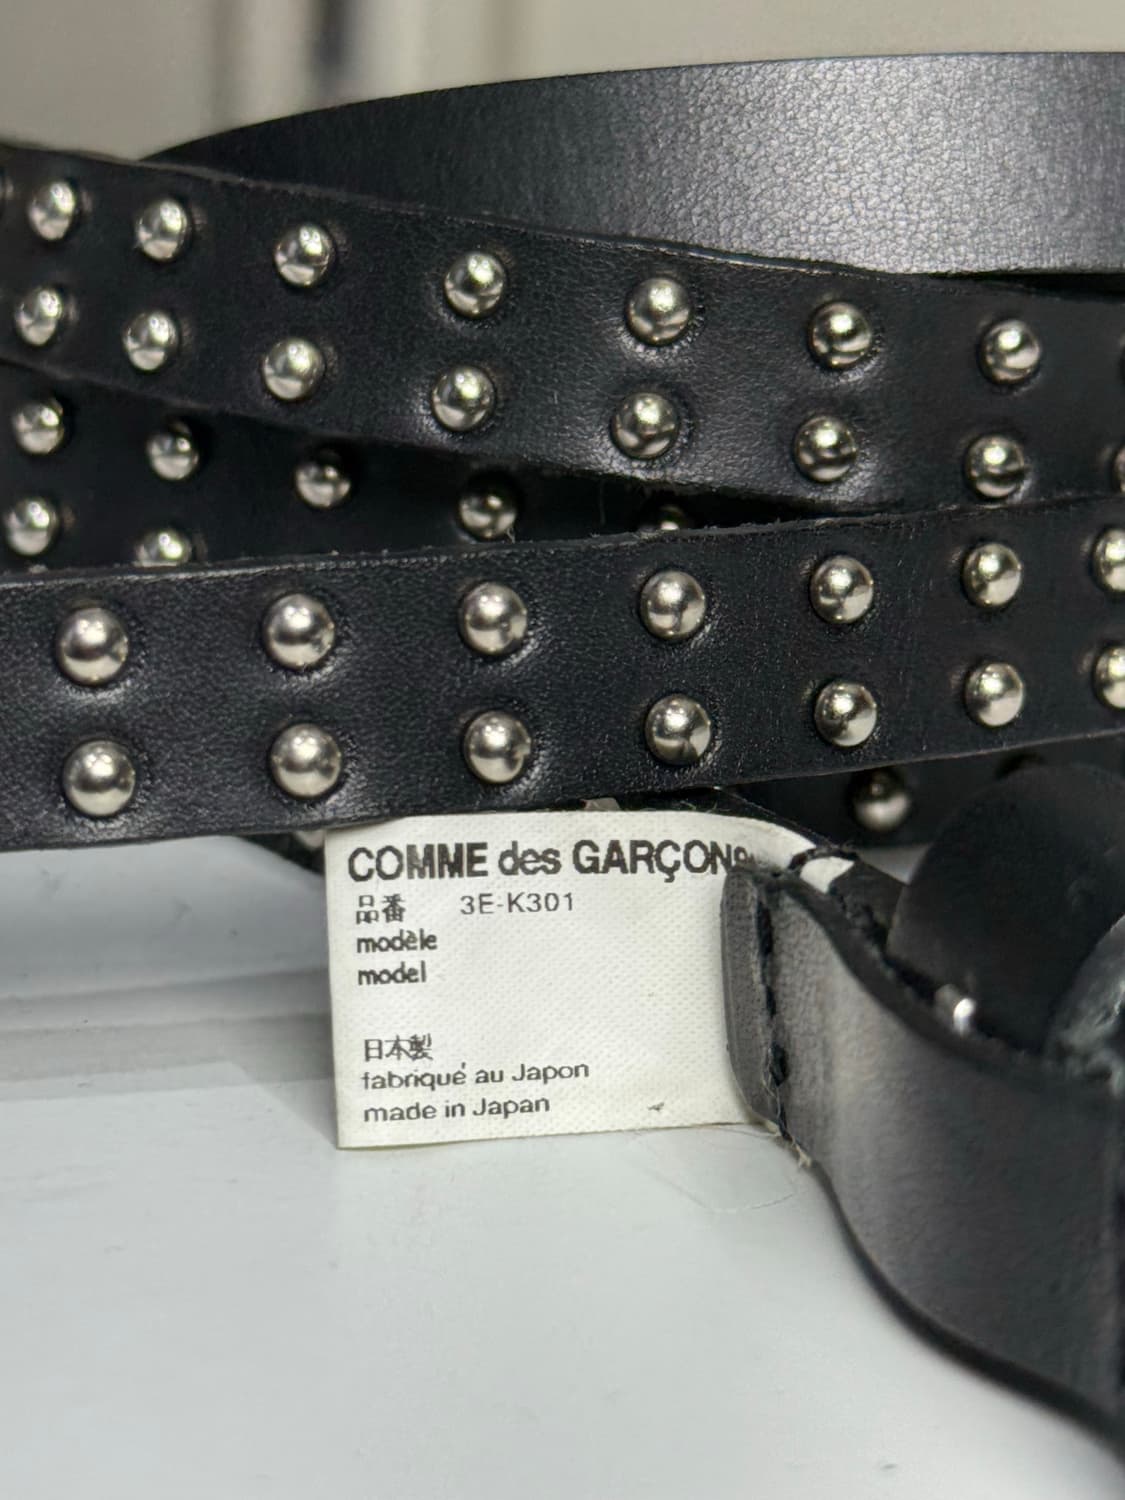 COMME des GARÇONS
品番 3E-K301
modèle
model
日本製
fabriqué au Japon
made in Japan